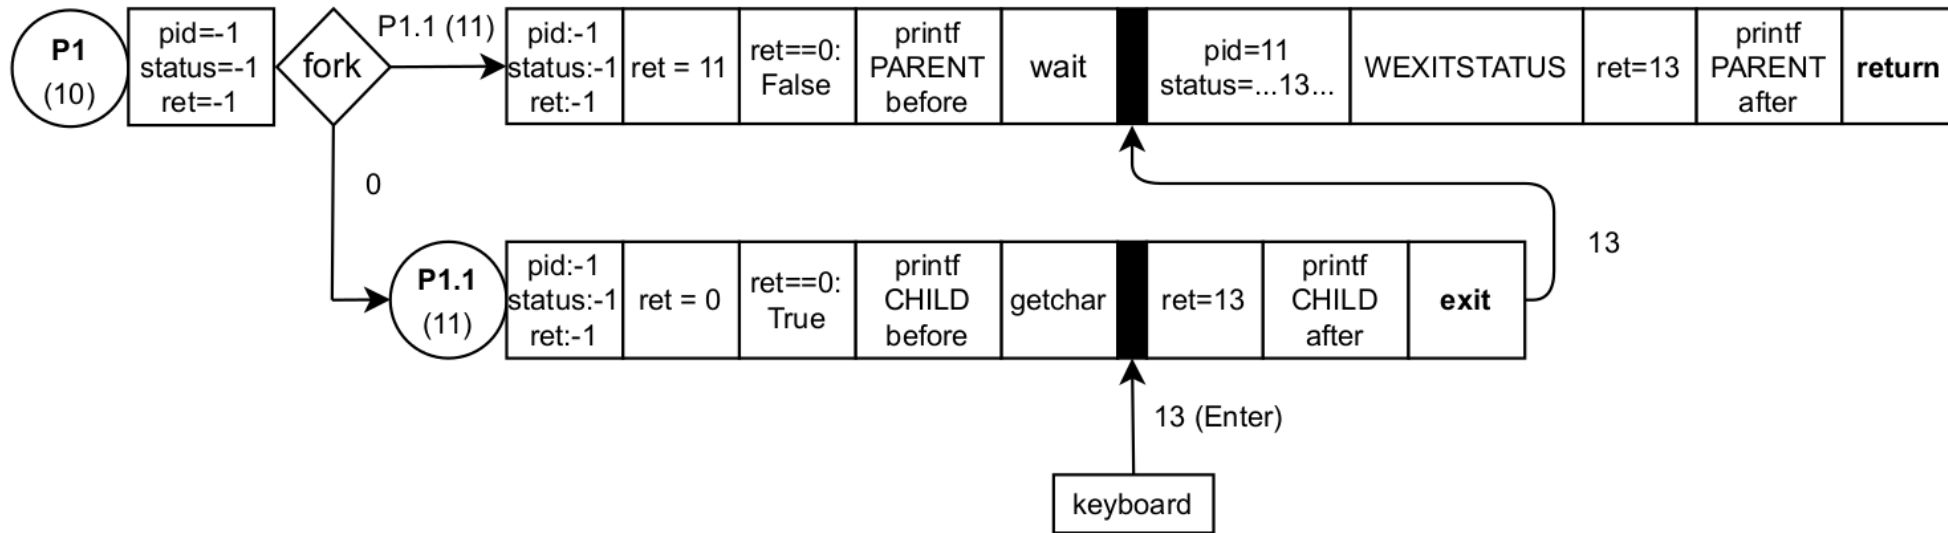 P1
(10)
pid=-1
status=-1
ret=-1
fork
P1.1 (11)
pid:-1
status:-1
ret:-1
ret = 11
ret==0:
False
printf
PARENT
before
wait
pid=11
status=...13...
WEXITSTATUS
ret=13
printf
PARENT
after
return
0
13
P1.1
(11)
pid:-1
status:-1
ret:-1
ret = 0
ret==0:
True
printf
CHILD
before
getchar
ret=13
printf
CHILD
after
exit
13 (Enter)
keyboard